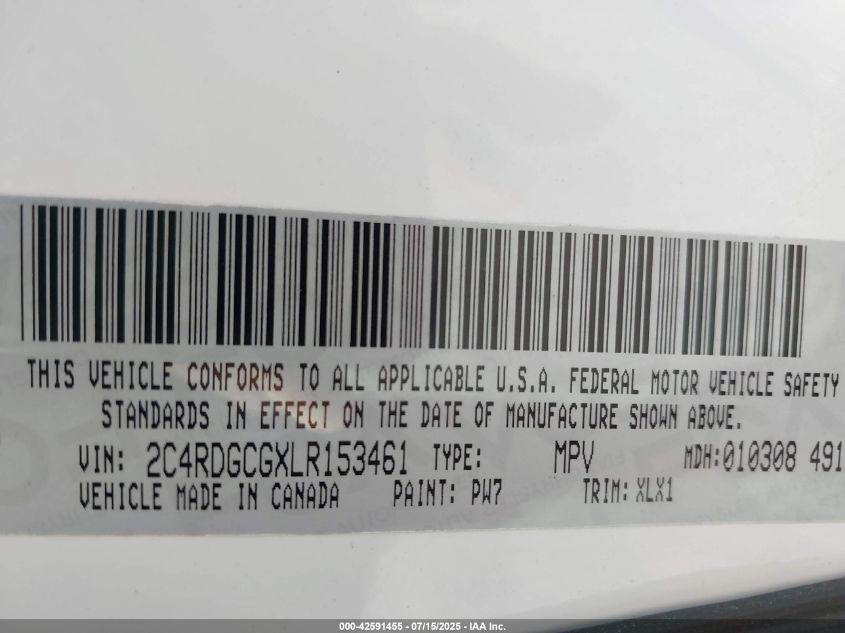 THIS VEHICLE CONFORMS TO ALL APPLICABLE U.S.A. FEDERAL MOTOR VEHICLE SAFETY
STANDARDS IN EFFECT ON THE DATE OF MANUFACTURE SHOWN ABOVE.
VIN: 2C4RDGCGXLR153461 TYPE: MPV MDH:010308 491
VEHICLE MADE IN CANADA PAINT: PW7 TRIM: XLX1
000-42591455 - 07/15/2025 - IAA Inc.